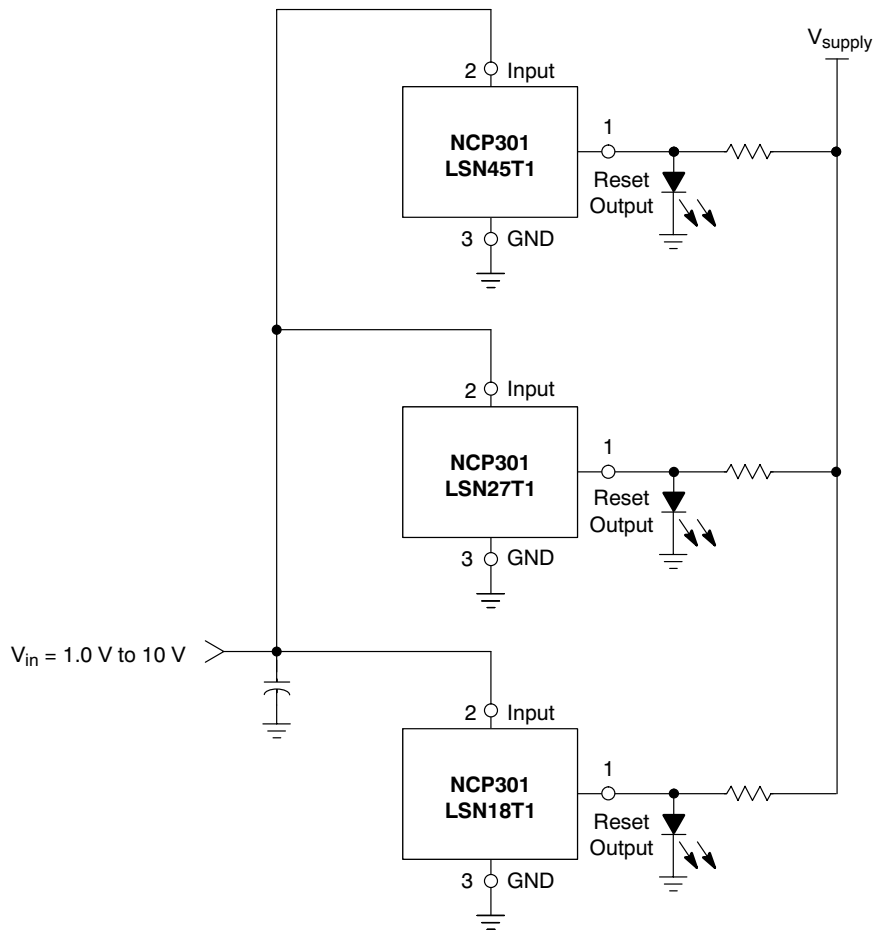 V_supply
2 Input
NCP301
LSN45T1
1
Reset
Output
3 GND
2 Input
NCP301
LSN27T1
1
Reset
Output
3 GND
V_in = 1.0 V to 10 V
2 Input
NCP301
LSN18T1
1
Reset
Output
3 GND